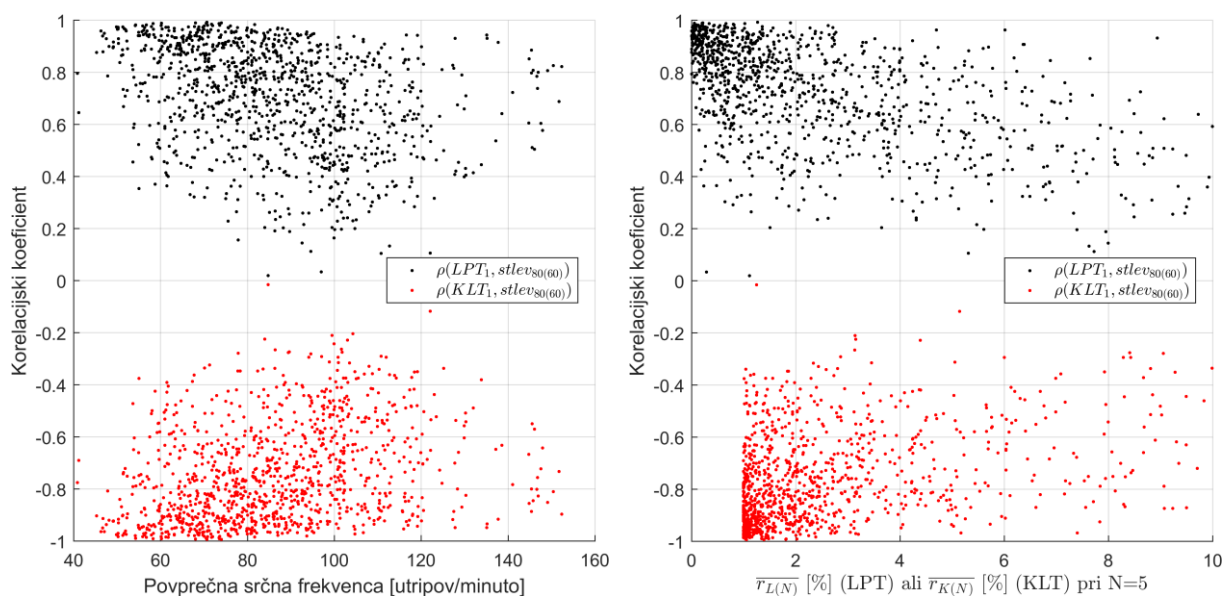 1
0.8
0.6
0.4
0.2
0
-0.2
-0.4
-0.6
-0.8
-1
Korelacijski koeficient
ρ(LPT₁, stlev₈₀₍₆₀₎)
ρ(KLT₁, stlev₈₀₍₆₀₎)
40 60 80 100 120 140 160
Povprečna srčna frekvenca [utripov/minuto]
1
0.8
0.6
0.4
0.2
0
-0.2
-0.4
-0.6
-0.8
-1
Korelacijski koeficient
ρ(LPT₁, stlev₈₀₍₆₀₎)
ρ(KLT₁, stlev₈₀₍₆₀₎)
0 2 4 6 8 10
r̅_L(N) [%] (LPT) ali r̅_K(N) [%] (KLT) pri N=5